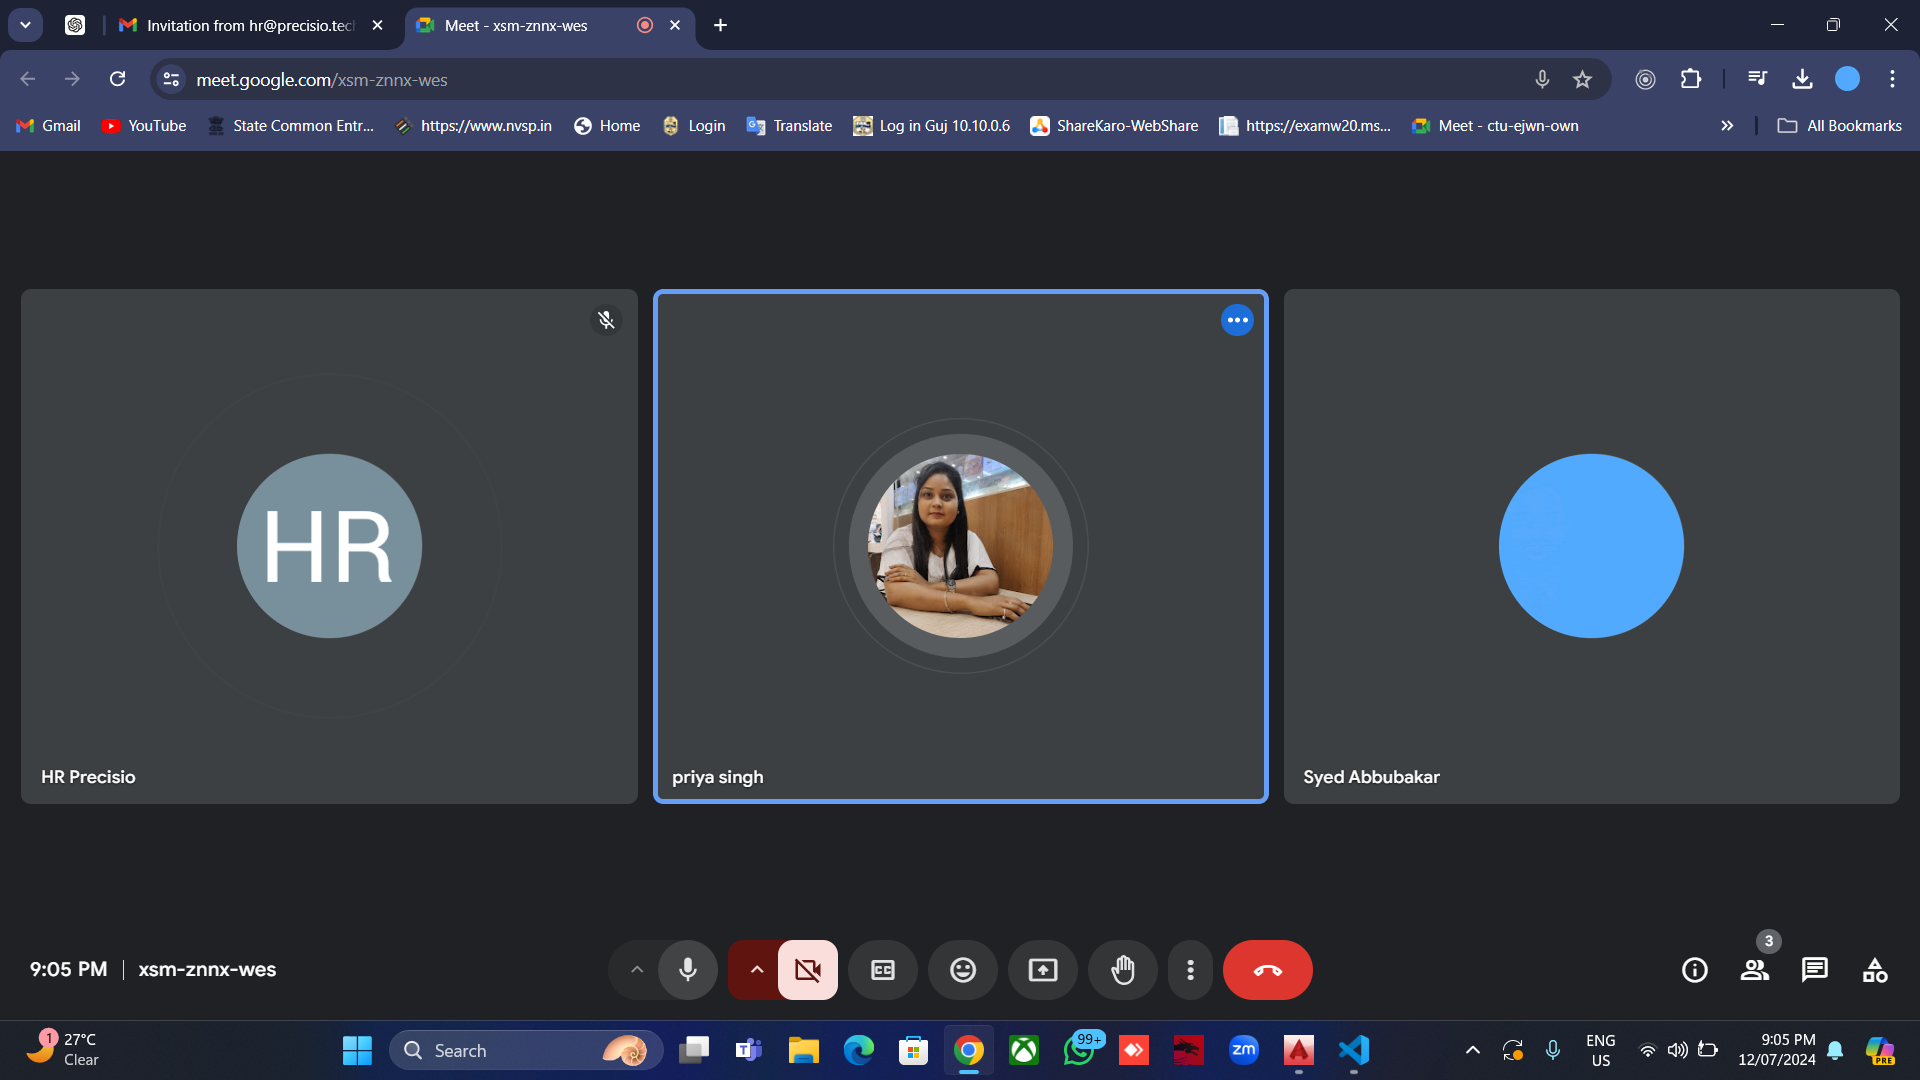 Invitation from hr@precisio.tec
Meet - xsm-znnx-wes
meet.google.com/xsm-znnx-wes
Gmail
YouTube
State Common Entr...
https://www.nvsp.in
Home
Login
Translate
Log in Guj 10.10.0.6
ShareKaro-WebShare
https://examw20.ms...
Meet - ctu-ejwn-own
All Bookmarks
HR
HR Precisio
priya singh
Syed Abbubakar
9:05 PM
xsm-znnx-wes
CC
3
1
27°C
Clear
Search
99+
zm
ENG
US
9:05 PM
12/07/2024
PRE